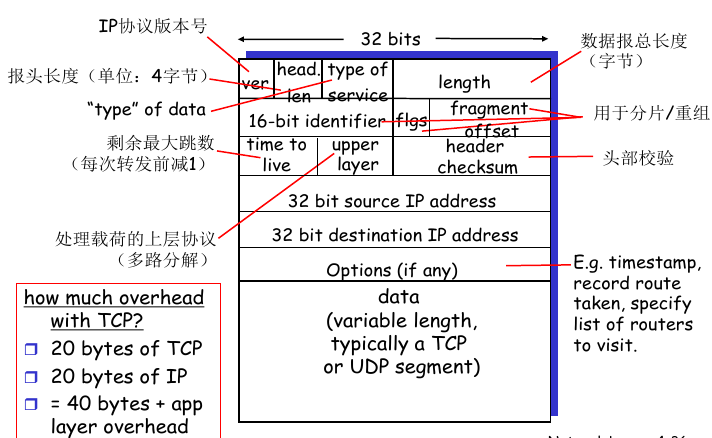 IP协议版本号
32 bits
数据报总长度
（字节）
报头长度（单位：4字节）
ver
head.
len
type of
service
length
“type” of data
16-bit identifier
flgs
fragment
offset
用于分片/重组
剩余最大跳数
（每次转发前减1）
time to
live
upper
layer
header
checksum
头部校验
32 bit source IP address
处理载荷的上层协议
（多路分解）
32 bit destination IP address
Options (if any)
E.g. timestamp,
record route
taken, specify
list of routers
to visit.
data
(variable length,
typically a TCP
or UDP segment)
how much overhead
with TCP?
20 bytes of TCP
20 bytes of IP
= 40 bytes + app
layer overhead